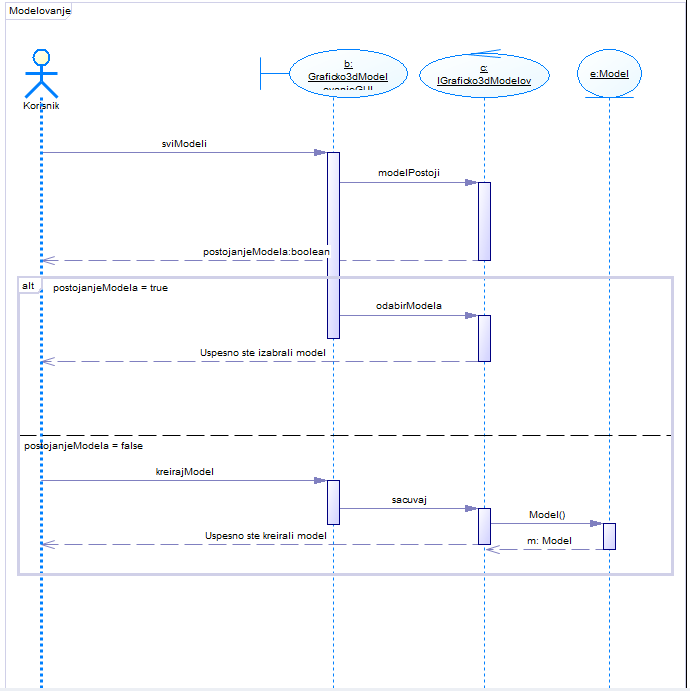 Modelovanje
b:
Graficko3dModel
ovanjeGUI
c:
IGraficko3dModelov
e:Model
Korisnik
sviModeli
modelPostoji
postojanjeModela:boolean
alt
postojanjeModela = true
odabirModela
Uspesno ste izabrali model
postojanjeModela = false
kreirajModel
sacuvaj
Model()
Uspesno ste kreirali model
m: Model